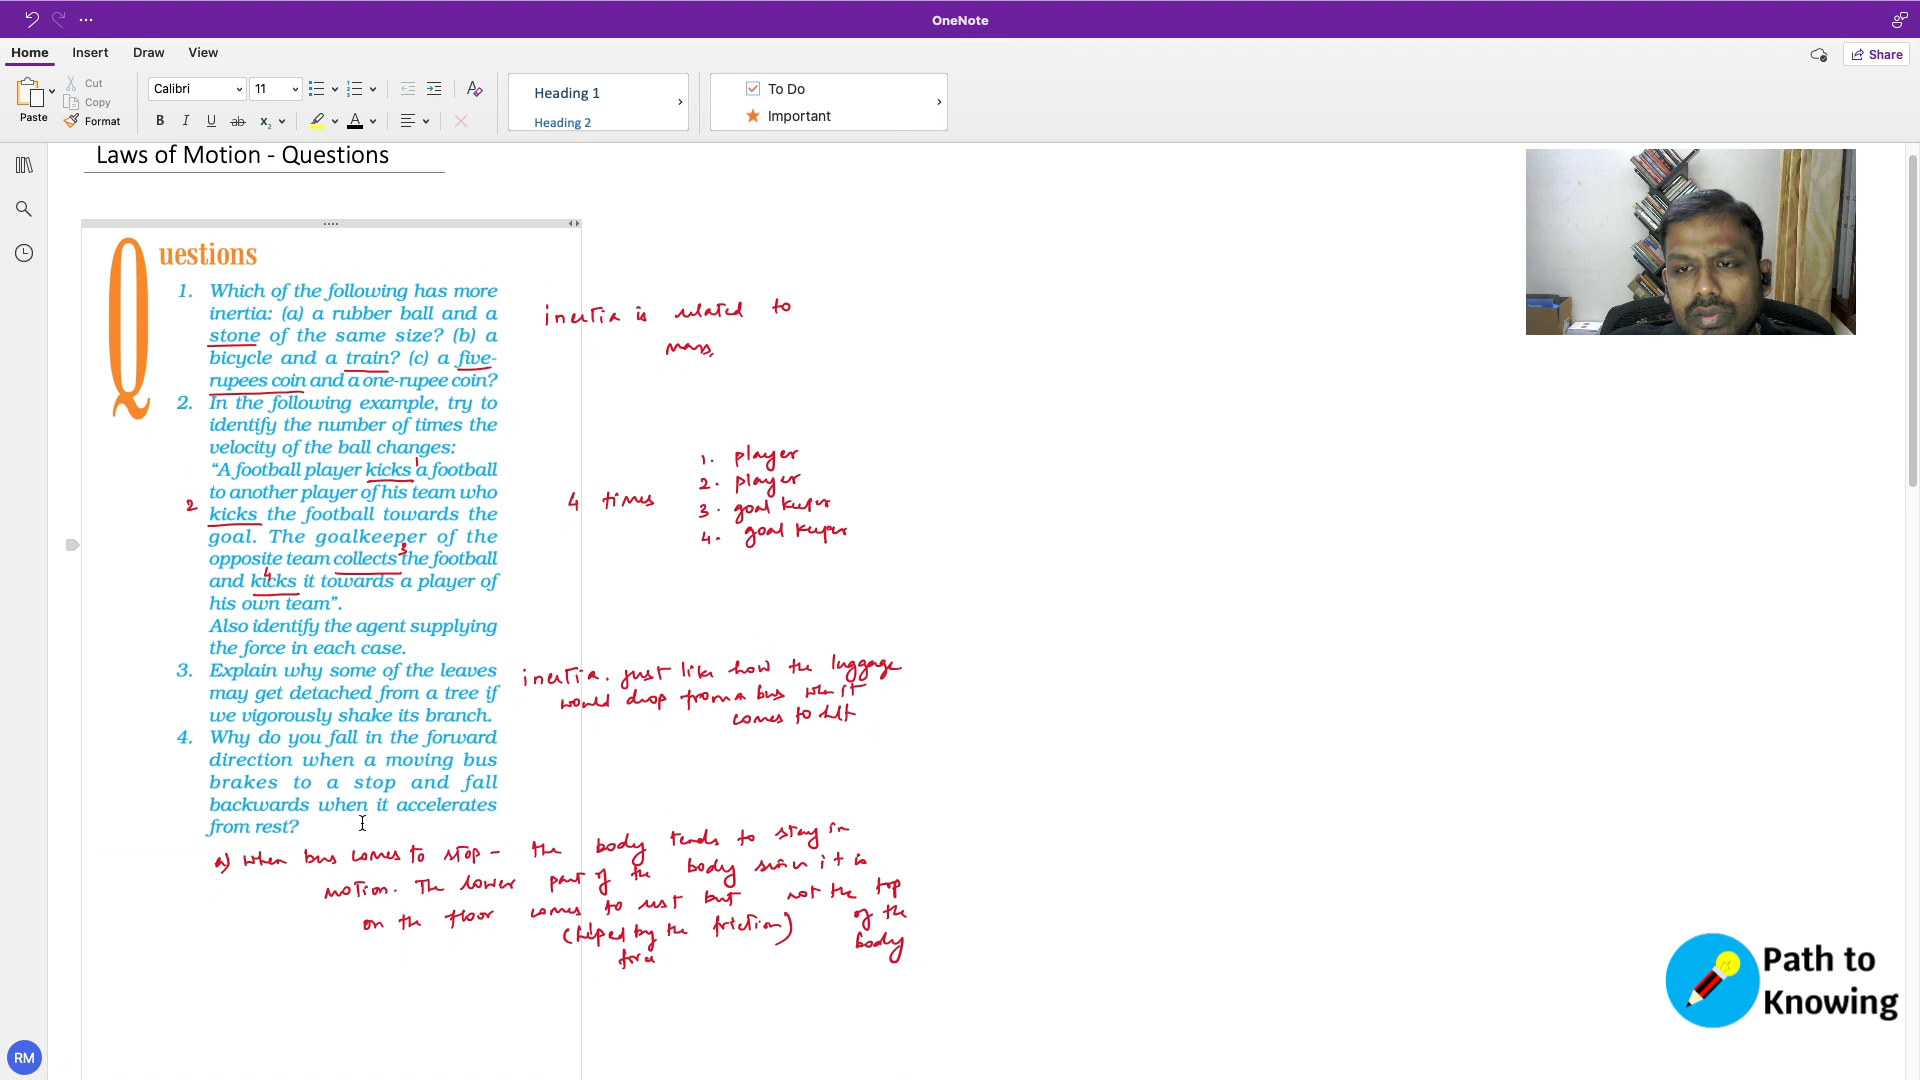 OneNote
Home Insert Draw View
Share
Paste
Cut
Copy
Format
Calibri 11
B I U ab x₂ A
Heading 1
Heading 2
To Do
Important
Laws of Motion - Questions
Questions
1. Which of the following has more
inertia: (a) a rubber ball and a
stone of the same size? (b) a
bicycle and a train? (c) a five-
rupees coin and a one-rupee coin?
inertia is related to
mass.
2. In the following example, try to
identify the number of times the
velocity of the ball changes:
"A football player kicks a football
to another player of his team who
kicks the football towards the
goal. The goalkeeper of the
opposite team collects the football
and kicks it towards a player of
his own team".
Also identify the agent supplying
the force in each case.
1
2
3
4
4 times
1. player
2. player
3. goal keeper
4. goal keeper
3. Explain why some of the leaves
may get detached from a tree if
we vigorously shake its branch.
inertia. just like how the luggage
would drop from a bus when it
comes to halt
4. Why do you fall in the forward
direction when a moving bus
brakes to a stop and fall
backwards when it accelerates
from rest?
a) when bus comes to stop - the body tends to stay in
motion. The lower part of the body since it is
on the floor comes to rest but not the top
of the
body
(helped by the friction)
force
Path to
Knowing
RM